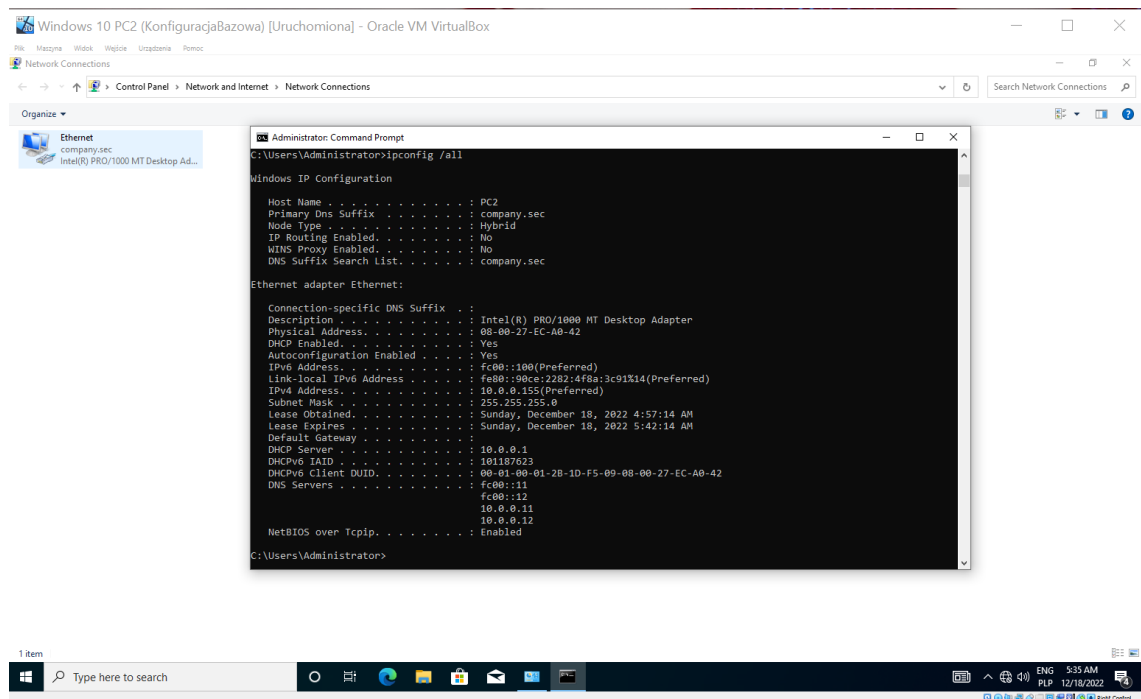 Windows 10 PC2 (KonfiguracjaBazowa) [Uruchomiona] - Oracle VM VirtualBox
Plik Maszyna Widok Wejście Urządzenia Pomoc
Network Connections
Control Panel > Network and Internet > Network Connections
Search Network Connections
Organize
Ethernet
company.sec
Intel(R) PRO/1000 MT Desktop Ad...
Administrator: Command Prompt
C:\Users\Administrator>ipconfig /all
Windows IP Configuration
Host Name . . . . . . . . . . . . : PC2
Primary Dns Suffix . . . . . . . : company.sec
Node Type . . . . . . . . . . . . : Hybrid
IP Routing Enabled. . . . . . . . : No
WINS Proxy Enabled. . . . . . . . : No
DNS Suffix Search List. . . . . . : company.sec
Ethernet adapter Ethernet:
Connection-specific DNS Suffix . :
Description . . . . . . . . . . . : Intel(R) PRO/1000 MT Desktop Adapter
Physical Address. . . . . . . . . : 08-00-27-EC-A0-42
DHCP Enabled. . . . . . . . . . . : Yes
Autoconfiguration Enabled . . . . : Yes
IPv6 Address. . . . . . . . . . . : fc00::100(Preferred)
Link-local IPv6 Address . . . . . : fe80::90ce:2282:4f8a:3c91%14(Preferred)
IPv4 Address. . . . . . . . . . . : 10.0.0.155(Preferred)
Subnet Mask . . . . . . . . . . . : 255.255.255.0
Lease Obtained. . . . . . . . . . : Sunday, December 18, 2022 4:57:14 AM
Lease Expires . . . . . . . . . . : Sunday, December 18, 2022 5:42:14 AM
Default Gateway . . . . . . . . . :
DHCP Server . . . . . . . . . . . : 10.0.0.1
DHCPv6 IAID . . . . . . . . . . . : 101187623
DHCPv6 Client DUID. . . . . . . . : 00-01-00-01-2B-1D-F5-09-08-00-27-EC-A0-42
DNS Servers . . . . . . . . . . . : fc00::11
fc00::12
10.0.0.11
10.0.0.12
NetBIOS over Tcpip. . . . . . . . : Enabled
C:\Users\Administrator>
1 item
Type here to search
ENG 5:35 AM
PLP 12/18/2022
4
Right Control